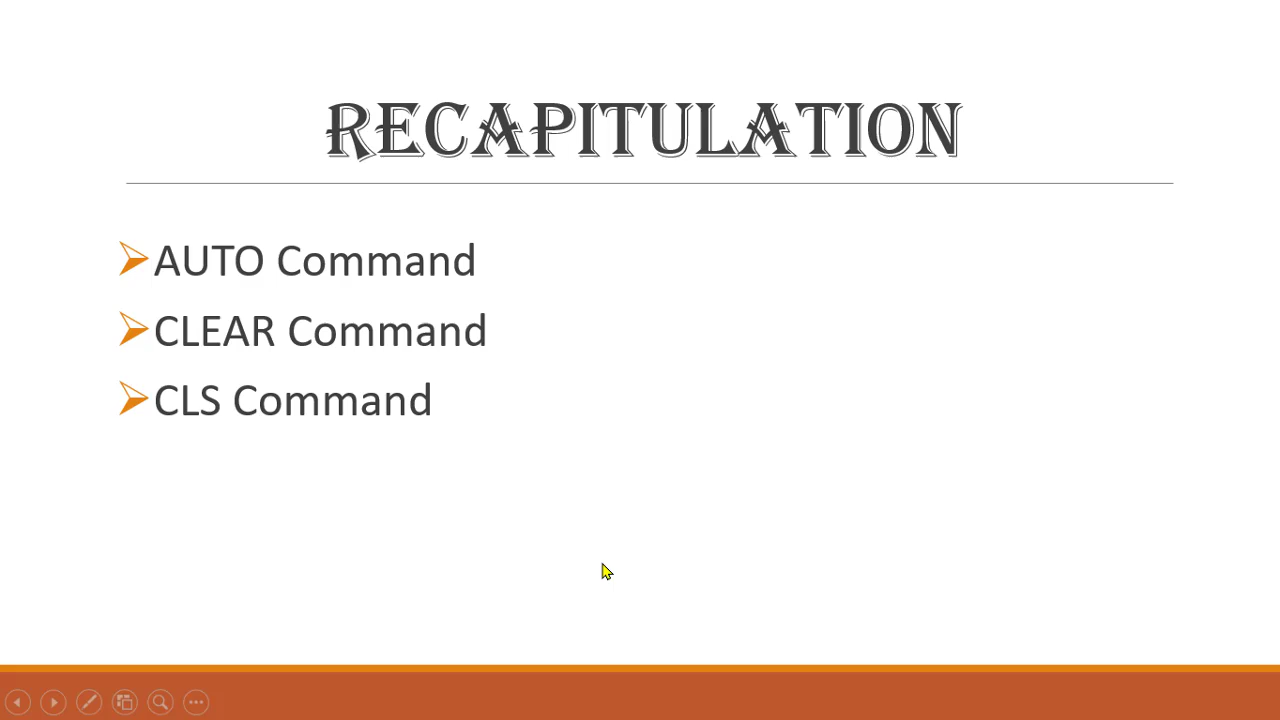 RECAPITULATION
AUTO Command
CLEAR Command
CLS Command